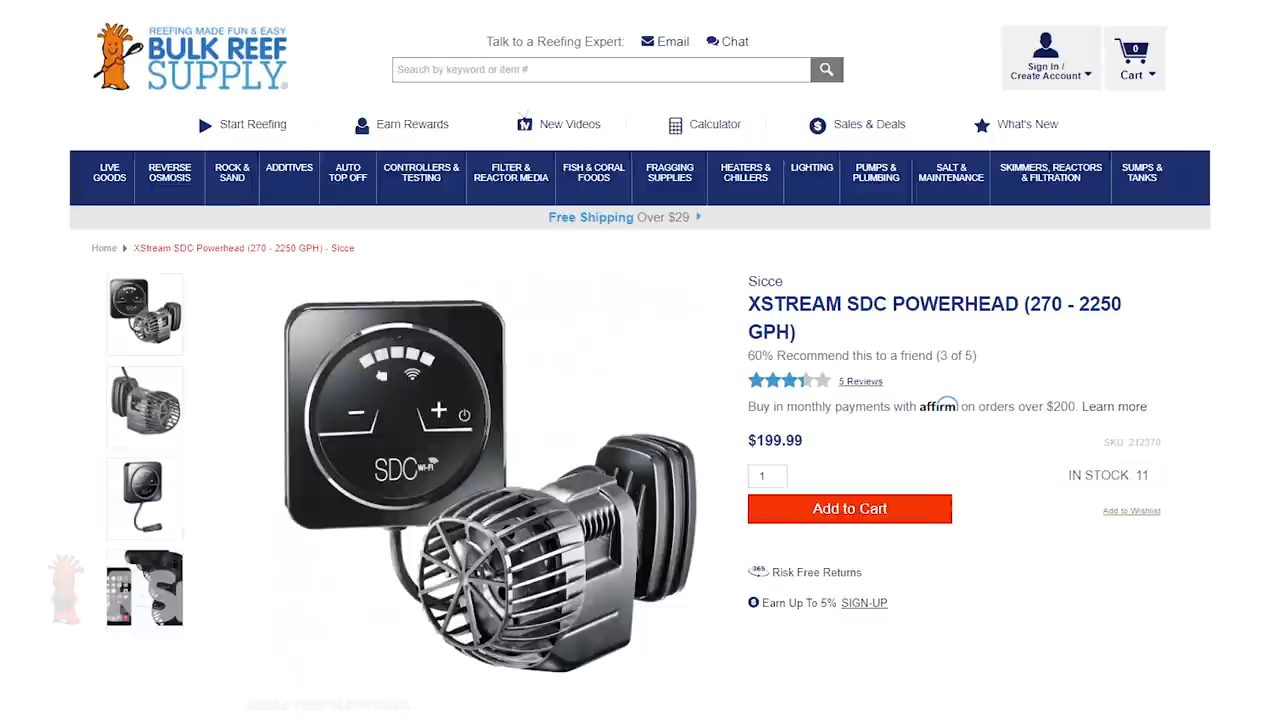 REEFING MADE FUN & EASY
BULK REEF
SUPPLY
Talk to a Reefing Expert: Email Chat
Search by keyword or item #
Sign In /
Create Account
0
Cart
Start Reefing
Earn Rewards
tv
New Videos
Calculator
Sales & Deals
What's New
LIVE
GOODS
REVERSE
OSMOSIS
ROCK &
SAND
ADDITIVES
AUTO
TOP OFF
CONTROLLERS &
TESTING
FILTER &
REACTOR MEDIA
FISH & CORAL
FOODS
FRAGGING
SUPPLIES
HEATERS &
CHILLERS
LIGHTING
PUMPS &
PLUMBING
SALT &
MAINTENANCE
SKIMMERS, REACTORS
& FILTRATION
SUMPS &
TANKS
Free Shipping Over $29
Home XStream SDC Powerhead (270 - 2250 GPH) - Sicce
SDC Wi-Fi
Sicce
XSTREAM SDC POWERHEAD (270 - 2250
GPH)
60% Recommend this to a friend (3 of 5)
5 Reviews
Buy in monthly payments with affirm on orders over $200. Learn more
$199.99
SKU 212370
1
IN STOCK. 11
Add to Cart
Add to Wishlist
365 Risk Free Returns
Earn Up To 5% SIGN-UP